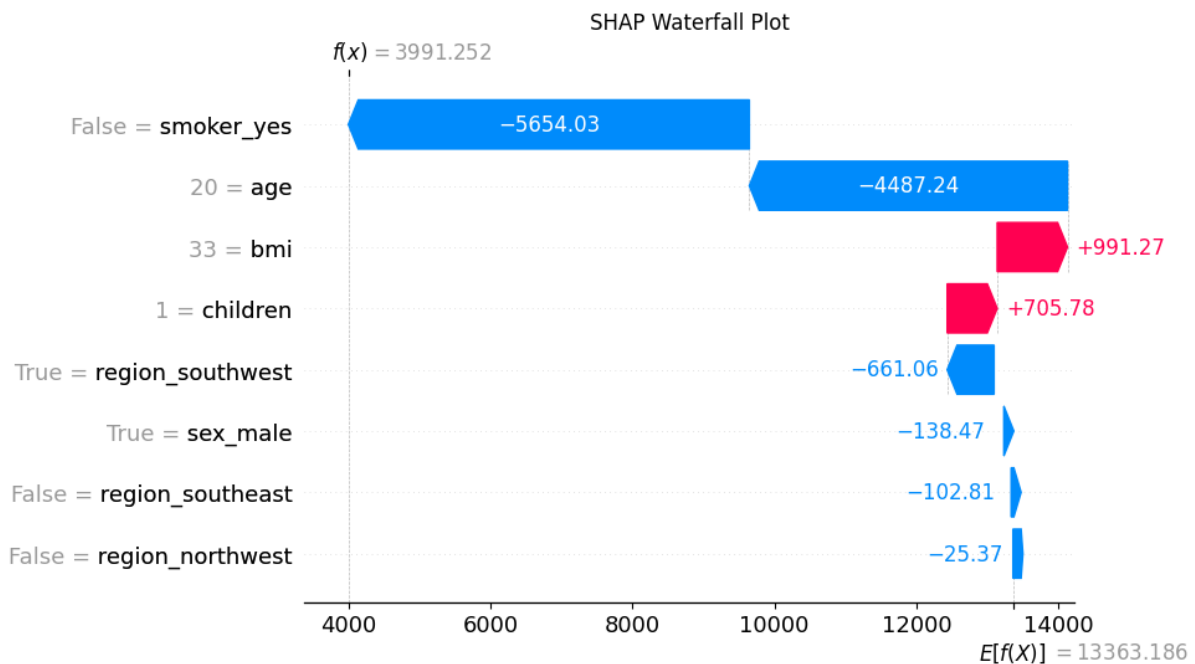 SHAP Waterfall Plot
f(x) = 3991.252
False = smoker_yes
−5654.03
20 = age
−4487.24
33 = bmi
+991.27
1 = children
+705.78
True = region_southwest
−661.06
True = sex_male
−138.47
False = region_southeast
−102.81
False = region_northwest
−25.37
4000 6000 8000 10000 12000 14000
E[f(X)] = 13363.186